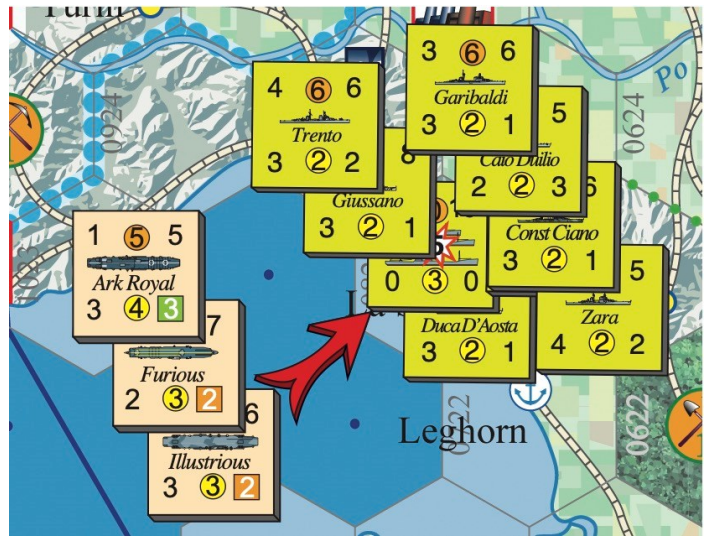 Turin
3 6 6
Garibaldi
3 2 1
Po
0924
0624
4 6 6
Trento
3 2 2
5
Caio Duilio
2 2 3
8
Giussano
3 2 1
6
Const Ciano
3 2 1
1 5 5
Ark Royal
3 4 3
5
0 3 0
5
Zara
4 2 2
7
Furious
2 3 2
Duca D'Aosta
3 2 1
6
Illustrious
3 3 2
Leghorn
0722
0622